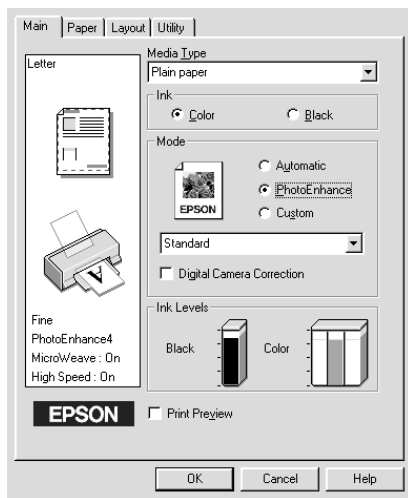 Main Paper Layout Utility
Letter
Media Type
Plain paper
Ink
Color Black
Mode
EPSON
Automatic
PhotoEnhance
Custom
Standard
Digital Camera Correction
A
Ink Levels
Black Color
Fine
PhotoEnhance4
MicroWeave : On
High Speed : On
EPSON
Print Preview
OK Cancel Help